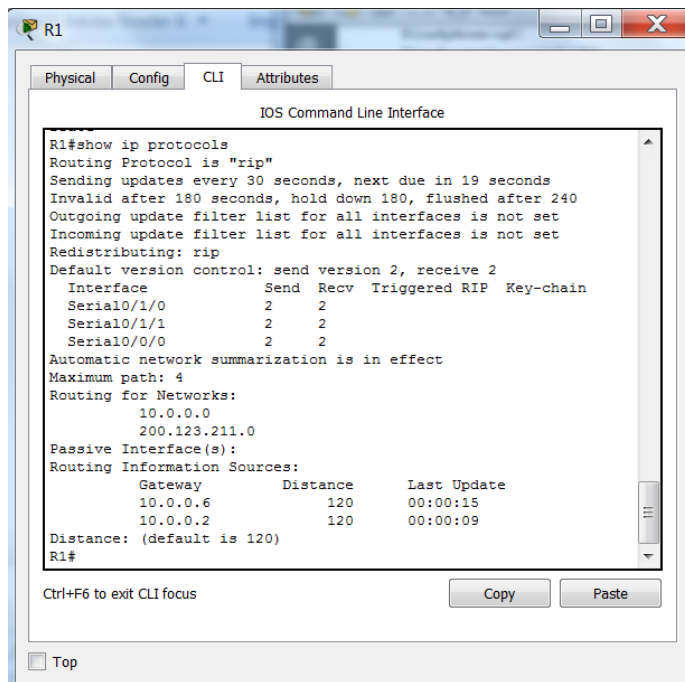 R1
Physical Config CLI Attributes
IOS Command Line Interface
R1#show ip protocols
Routing Protocol is "rip"
Sending updates every 30 seconds, next due in 19 seconds
Invalid after 180 seconds, hold down 180, flushed after 240
Outgoing update filter list for all interfaces is not set
Incoming update filter list for all interfaces is not set
Redistributing: rip
Default version control: send version 2, receive 2
Interface Send Recv Triggered RIP Key-chain
Serial0/1/0 2 2
Serial0/1/1 2 2
Serial0/0/0 2 2
Automatic network summarization is in effect
Maximum path: 4
Routing for Networks:
10.0.0.0
200.123.211.0
Passive Interface(s):
Routing Information Sources:
Gateway Distance Last Update
10.0.0.6 120 00:00:15
10.0.0.2 120 00:00:09
Distance: (default is 120)
R1#
Ctrl+F6 to exit CLI focus
Copy Paste
Top